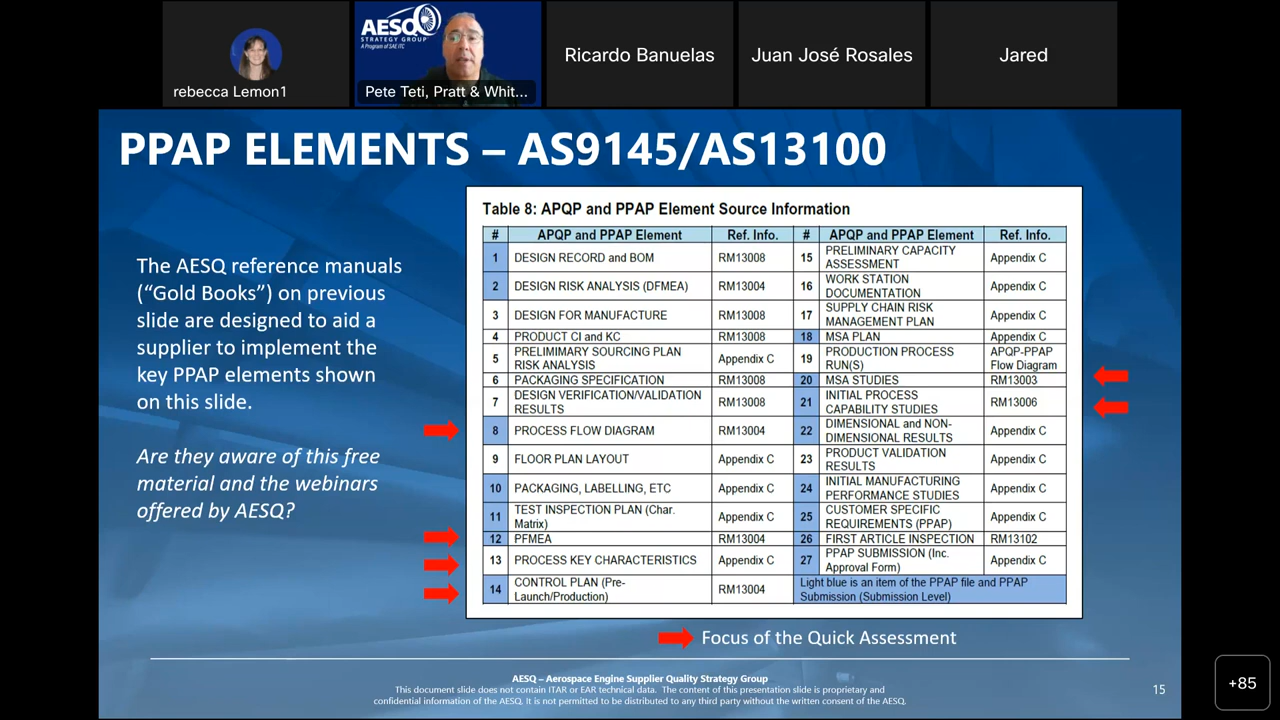 AESQ
STRATEGY GROUP
A Program of SAE ITC
rebecca Lemon1
Pete Teti, Pratt & Whit...
Ricardo Banuelas
Juan José Rosales
Jared
PPAP ELEMENTS – AS9145/AS13100
The AESQ reference manuals
(“Gold Books”) on previous
slide are designed to aid a
supplier to implement the
key PPAP elements shown
on this slide.
Are they aware of this free
material and the webinars
offered by AESQ?
Table 8: APQP and PPAP Element Source Information
# APQP and PPAP Element Ref. Info. # APQP and PPAP Element Ref. Info.
1 DESIGN RECORD and BOM RM13008
2 DESIGN RISK ANALYSIS (DFMEA) RM13004
3 DESIGN FOR MANUFACTURE RM13008
4 PRODUCT CI and KC RM13008
5 PRELIMIMARY SOURCING PLAN
RISK ANALYSIS Appendix C
6 PACKAGING SPECIFICATION RM13008
7 DESIGN VERIFICATION/VALIDATION
RESULTS RM13008
8 PROCESS FLOW DIAGRAM RM13004
9 FLOOR PLAN LAYOUT Appendix C
10 PACKAGING, LABELLING, ETC Appendix C
11 TEST INSPECTION PLAN (Char.
Matrix) Appendix C
12 PFMEA RM13004
13 PROCESS KEY CHARACTERISTICS Appendix C
14 CONTROL PLAN (Pre-
Launch/Production) RM13004
15 PRELIMINARY CAPACITY
ASSESSMENT Appendix C
16 WORK STATION
DOCUMENTATION Appendix C
17 SUPPLY CHAIN RISK
MANAGEMENT PLAN Appendix C
18 MSA PLAN Appendix C
19 PRODUCTION PROCESS APQP-PPAP
RUN(S) Flow Diagram
20 MSA STUDIES RM13003
21 INITIAL PROCESS
CAPABILITY STUDIES RM13006
22 DIMENSIONAL and NON-
DIMENSIONAL RESULTS Appendix C
23 PRODUCT VALIDATION
RESULTS Appendix C
24 INITIAL MANUFACTURING
PERFORMANCE STUDIES Appendix C
25 CUSTOMER SPECIFIC
REQUIREMENTS (PPAP) Appendix C
26 FIRST ARTICLE INSPECTION RM13102
27 PPAP SUBMISSION (Inc.
Approval Form) Appendix C
Light blue is an item of the PPAP file and PPAP
Submission (Submission Level)
Focus of the Quick Assessment
AESQ – Aerospace Engine Supplier Quality Strategy Group
This document slide does not contain ITAR or EAR technical data. The content of this presentation slide is proprietary and
confidential information of the AESQ. It is not permitted to be distributed to any third party without the written consent of the AESQ.
15
+85